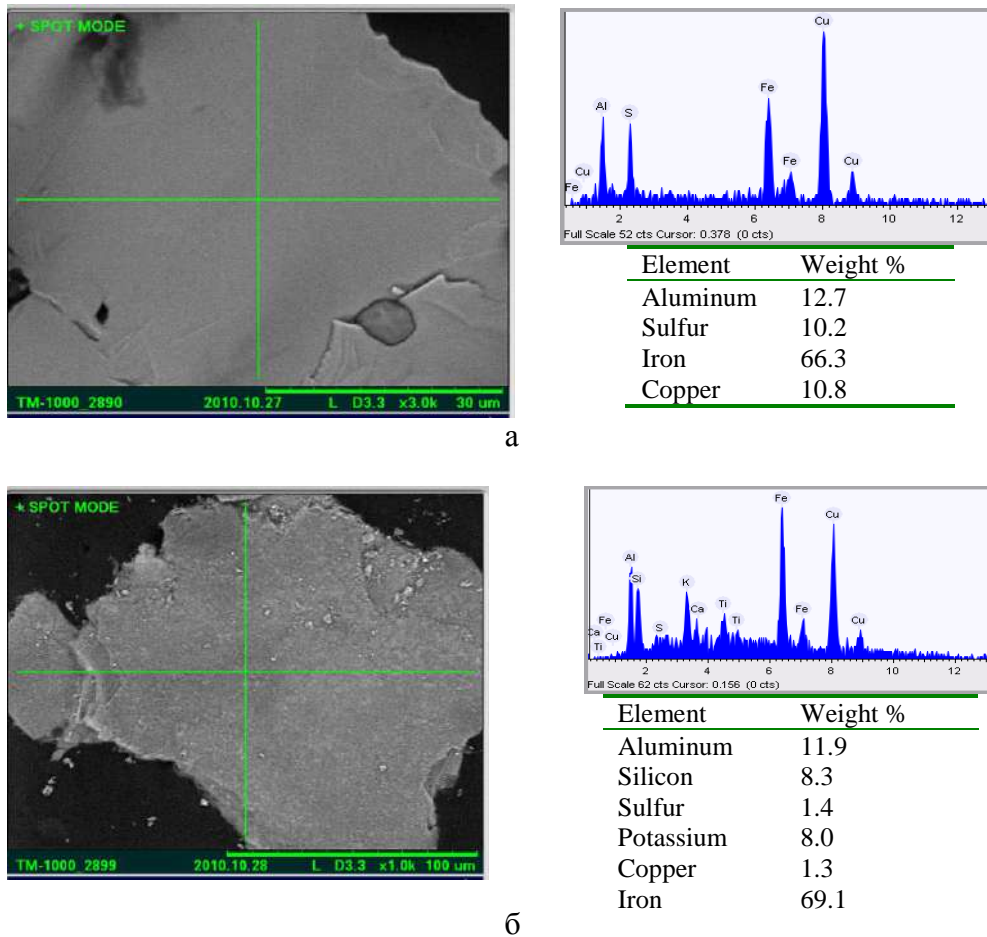 + SPOT MODE
TM-1000_2890 2010.10.27 L D3.3 x3.0k 30 um
Cu
Fe
Al
S
Cu
Fe
Fe
Cu
2 4 6 8 10 12
Full Scale 52 cts Cursor: 0.378 (0 cts)
Element Weight %
Aluminum 12.7
Sulfur 10.2
Iron 66.3
Copper 10.8
а
+ SPOT MODE
TM-1000_2899 2010.10.28 L D3.3 x1.0k 100 um
Fe
Cu
Al
Si
K
Ca
Ti
Ti
S
Fe
Cu
Fe
Ca
Cu
Ti
2 4 6 8 10 12
Full Scale 62 cts Cursor: 0.156 (0 cts)
Element Weight %
Aluminum 11.9
Silicon 8.3
Sulfur 1.4
Potassium 8.0
Copper 1.3
Iron 69.1
б